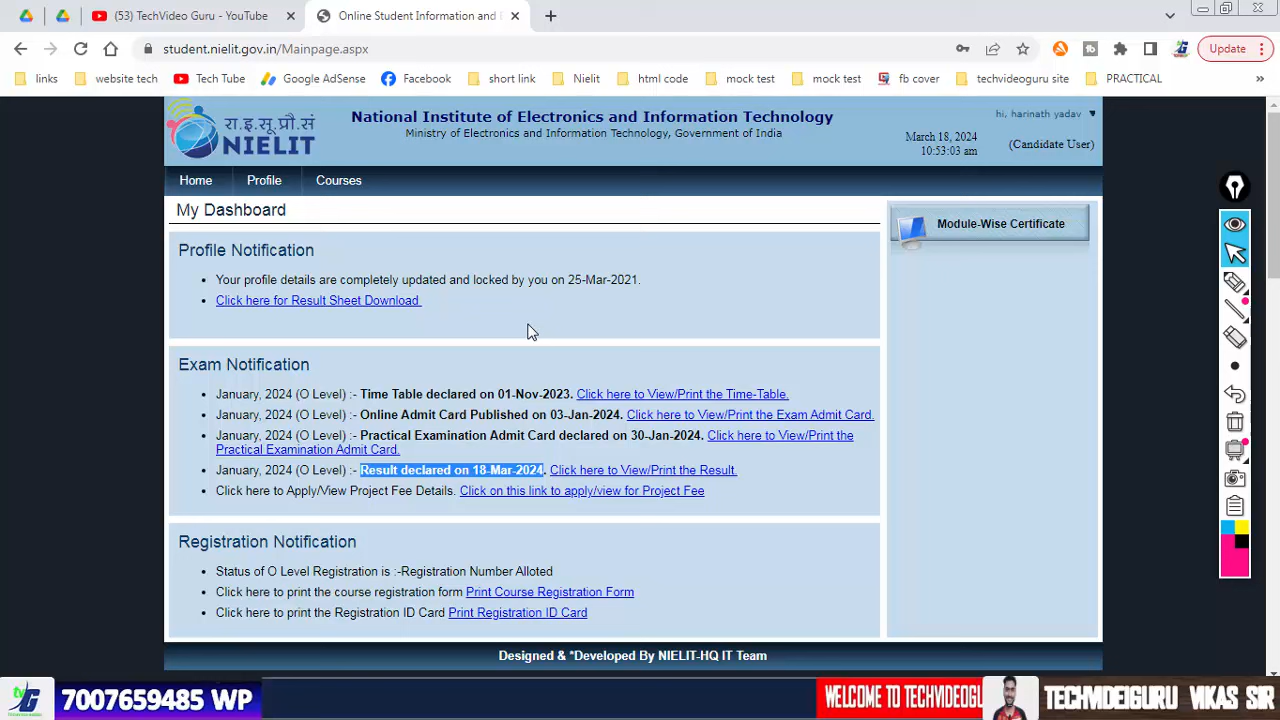 (53) TechVideo Guru - YouTube
Online Student Information and
student.nielit.gov.in/Mainpage.aspx
Update
links
website tech
Tech Tube
Google AdSense
Facebook
short link
Nielit
html code
mock test
mock test
fb cover
techvideoguru site
PRACTICAL
»
रा.इ.सू.प्रौ.सं
NIELIT
National Institute of Electronics and Information Technology
Ministry of Electronics and Information Technology, Government of India
hi, harinath yadav
March 18, 2024
10:53:03 am
(Candidate User)
Home
Profile
Courses
My Dashboard
Module-Wise Certificate
Profile Notification
Your profile details are completely updated and locked by you on 25-Mar-2021.
Click here for Result Sheet Download.
Exam Notification
January, 2024 (O Level) :- Time Table declared on 01-Nov-2023. Click here to View/Print the Time-Table.
January, 2024 (O Level) :- Online Admit Card Published on 03-Jan-2024. Click here to View/Print the Exam Admit Card.
January, 2024 (O Level) :- Practical Examination Admit Card declared on 30-Jan-2024. Click here to View/Print the
Practical Examination Admit Card.
January, 2024 (O Level) :- Result declared on 18-Mar-2024. Click here to View/Print the Result.
Click here to Apply/View Project Fee Details. Click on this link to apply/view for Project Fee
Registration Notification
Status of O Level Registration is :-Registration Number Alloted
Click here to print the course registration form Print Course Registration Form
Click here to print the Registration ID Card Print Registration ID Card
Designed & *Developed By NIELIT-HQ IT Team
7007659485 WP
WELCOME TO TECHVIDEOGU
TECHVIDEIGURU VIKAS SIR